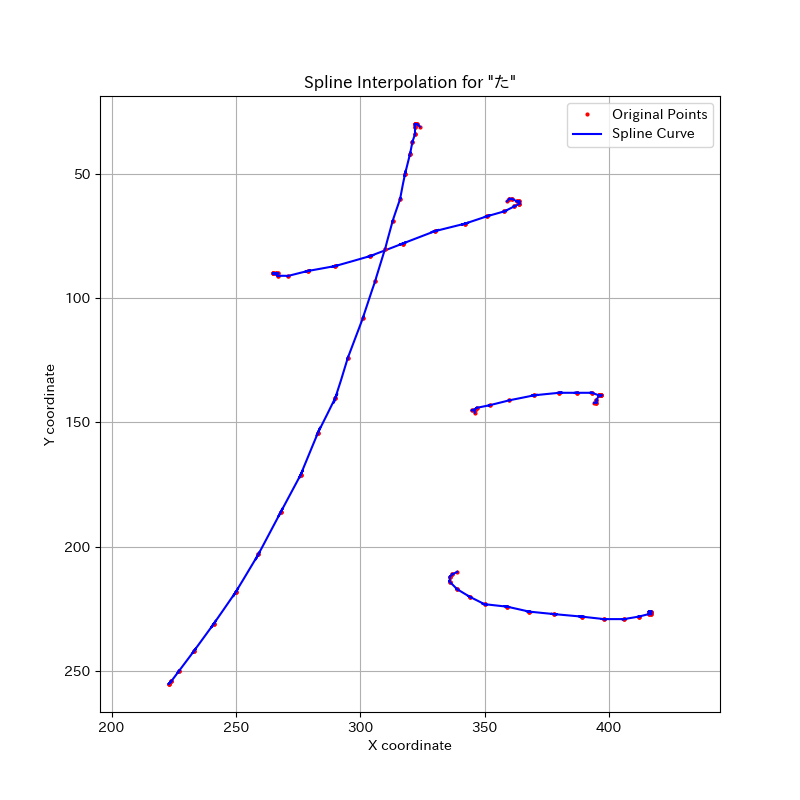 Spline Interpolation for "た"
Original Points
Spline Curve
50
100
150
200
250
Y coordinate
200
250
300
350
400
X coordinate
た